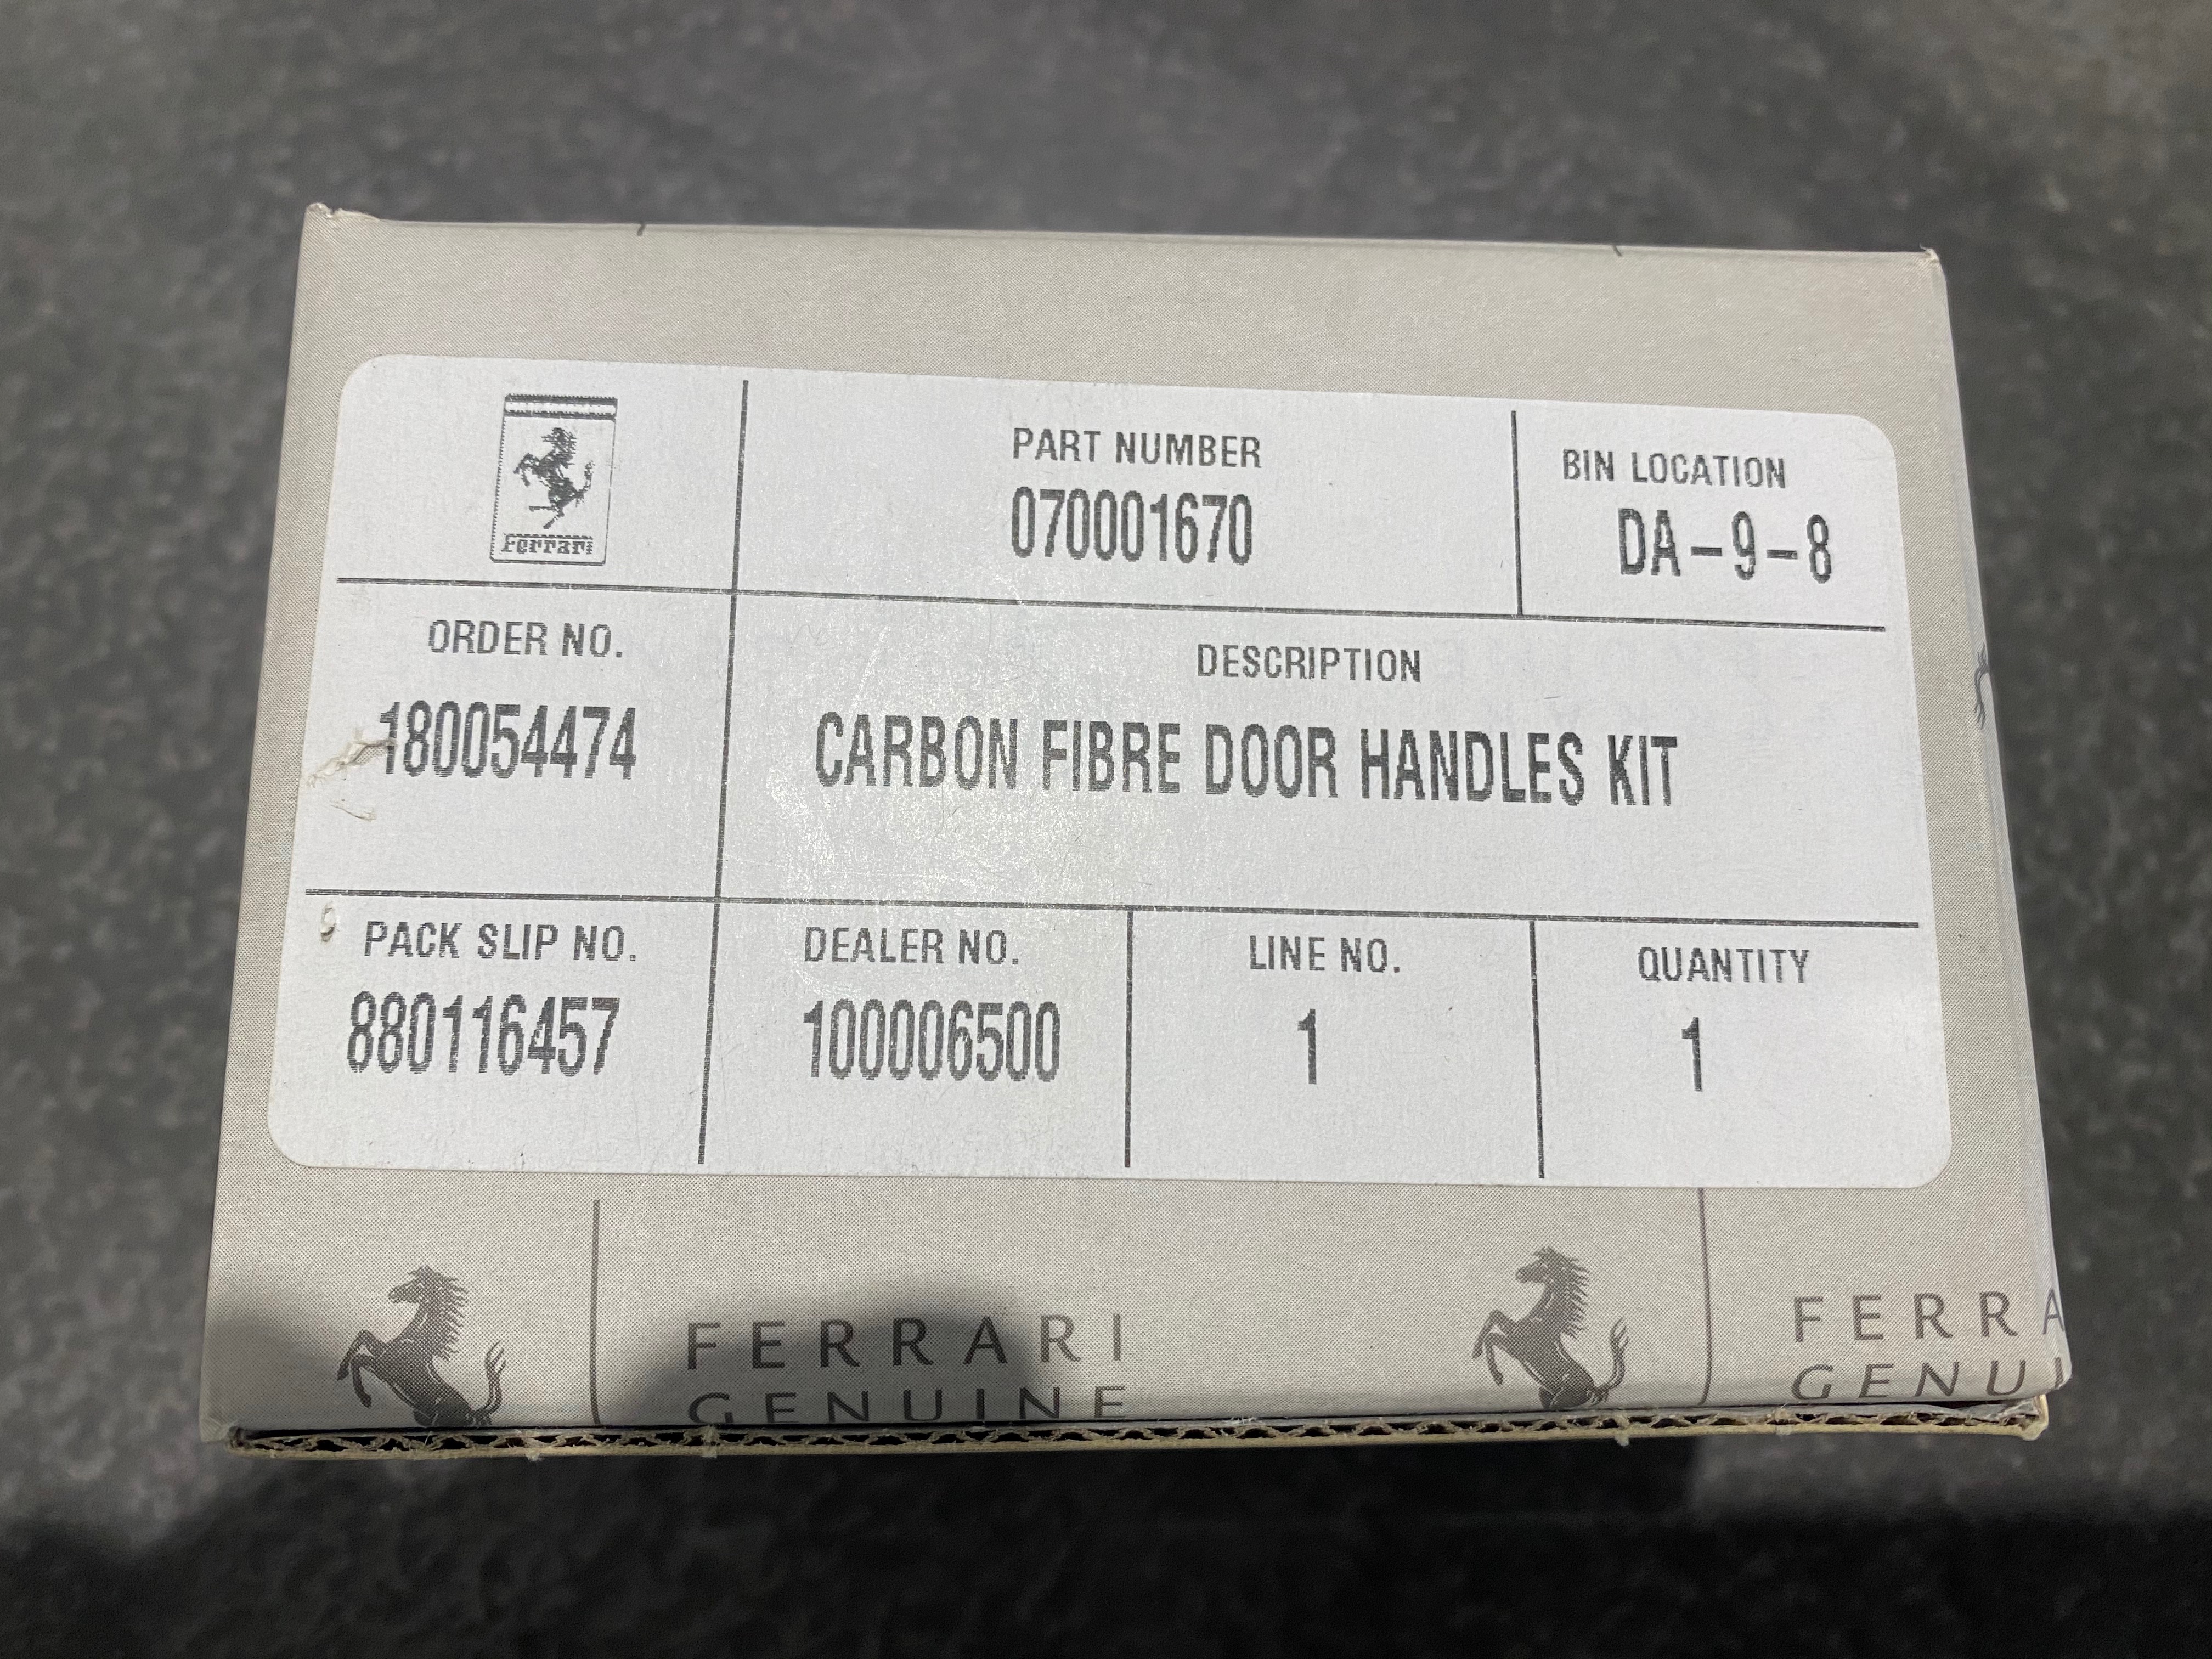 Ferrari
PART NUMBER
070001670
BIN LOCATION
DA-9-8
ORDER NO.
180054474
DESCRIPTION
CARBON FIBRE DOOR HANDLES KIT
PACK SLIP NO.
880116457
DEALER NO.
100006500
LINE NO.
1
QUANTITY
1
FERRARI
GENUINE
FERRA
GENUI